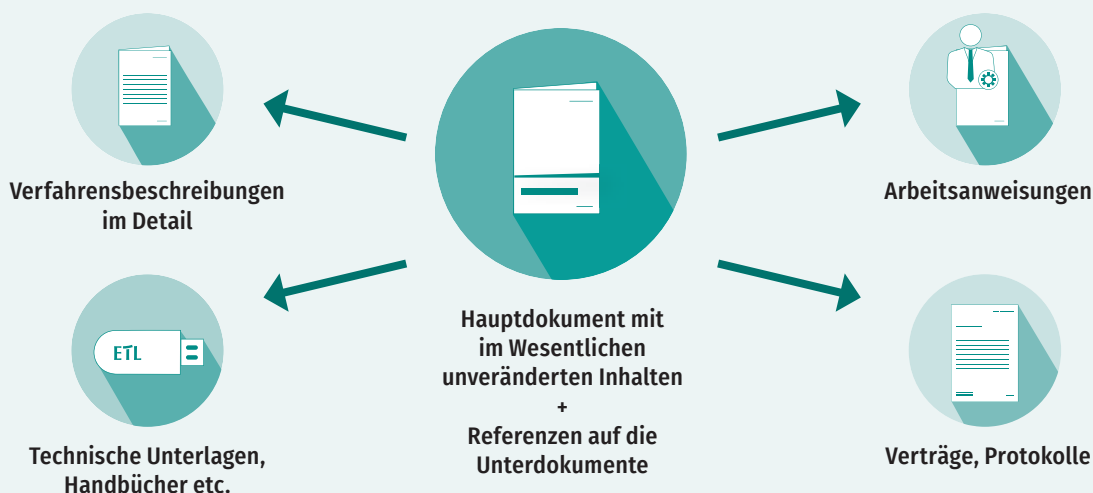 Verfahrensbeschreibungen
im Detail
Arbeitsanweisungen
Hauptdokument mit
im Wesentlichen
unveränderten Inhalten
+
Referenzen auf die
Unterdokumente
ETL
Technische Unterlagen,
Handbücher etc.
Verträge, Protokolle